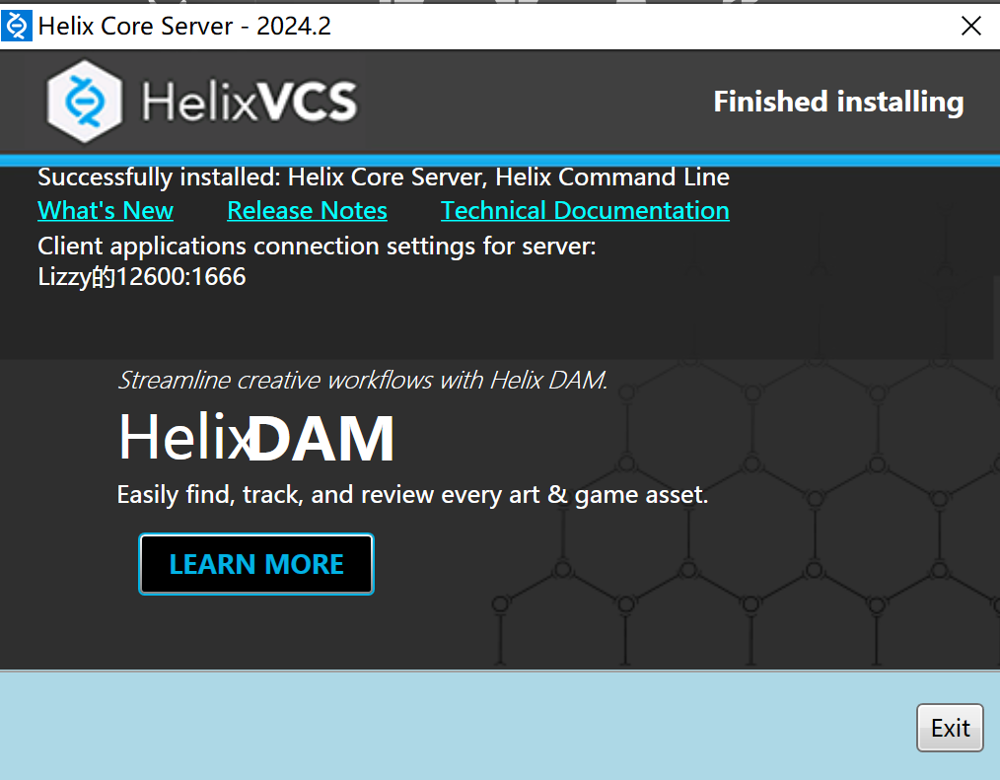 Helix Core Server - 2024.2
HelixVCS
Finished installing
Successfully installed: Helix Core Server, Helix Command Line
What's New Release Notes Technical Documentation
Client applications connection settings for server:
Lizzy的12600:1666
Streamline creative workflows with Helix DAM.
HelixDAM
Easily find, track, and review every art & game asset.
LEARN MORE
Exit